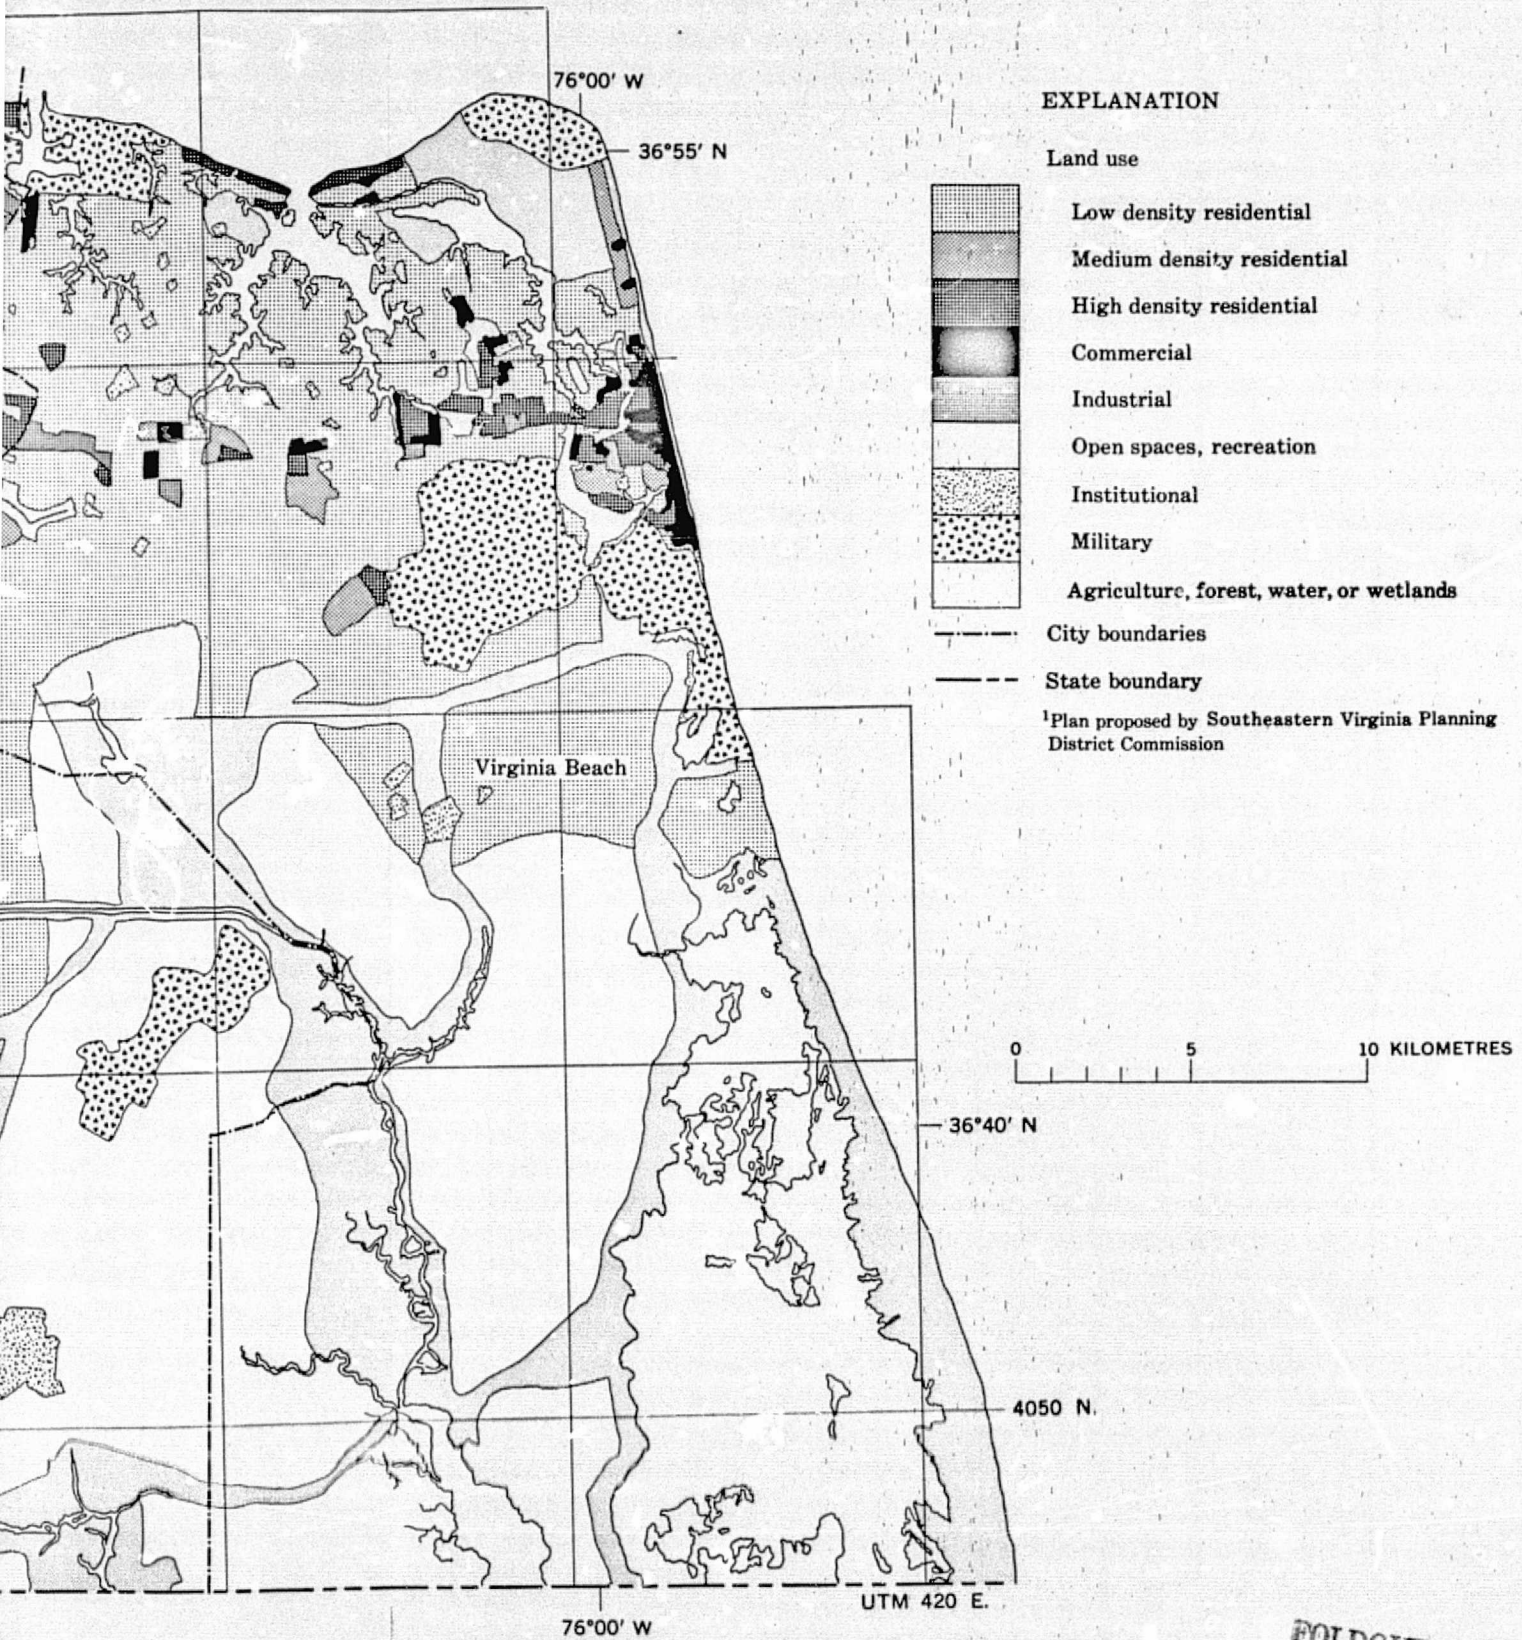 76°00' W
36°55' N
EXPLANATION
Land use
Low density residential
Medium density residential
High density residential
Commercial
Industrial
Open spaces, recreation
Institutional
Military
Agriculture, forest, water, or wetlands
City boundaries
State boundary
¹Plan proposed by Southeastern Virginia Planning
District Commission
Virginia Beach
0 5 10 KILOMETRES
36°40' N
4050 N.
UTM 420 E.
76°00' W